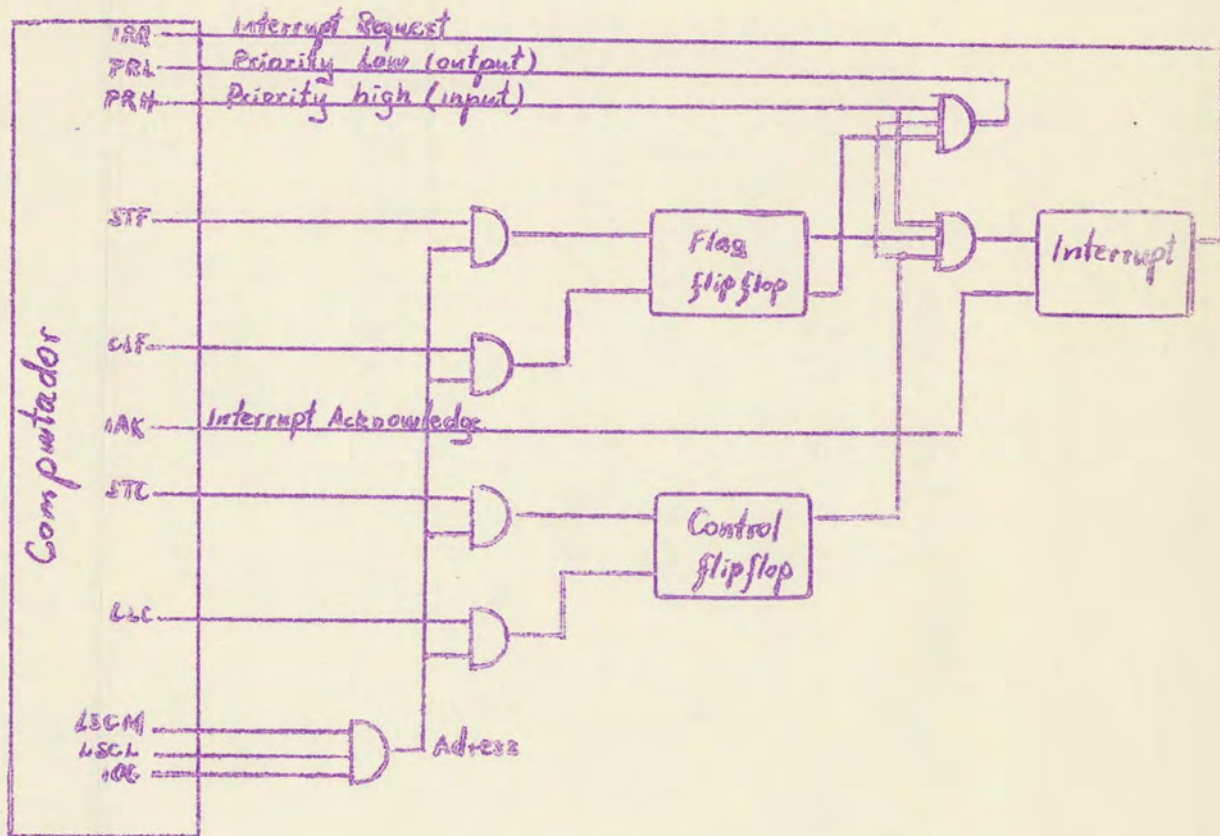 IRQ Interrupt Request
PRL Priority Low (output)
PRH Priority high (input)
STF
Flag
flipflop
Interrupt
CLF
IAK Interrupt Acknowledge
STC
Control
flipflop
CLC
LSCM
LSCL
IOG
Adress
Computador